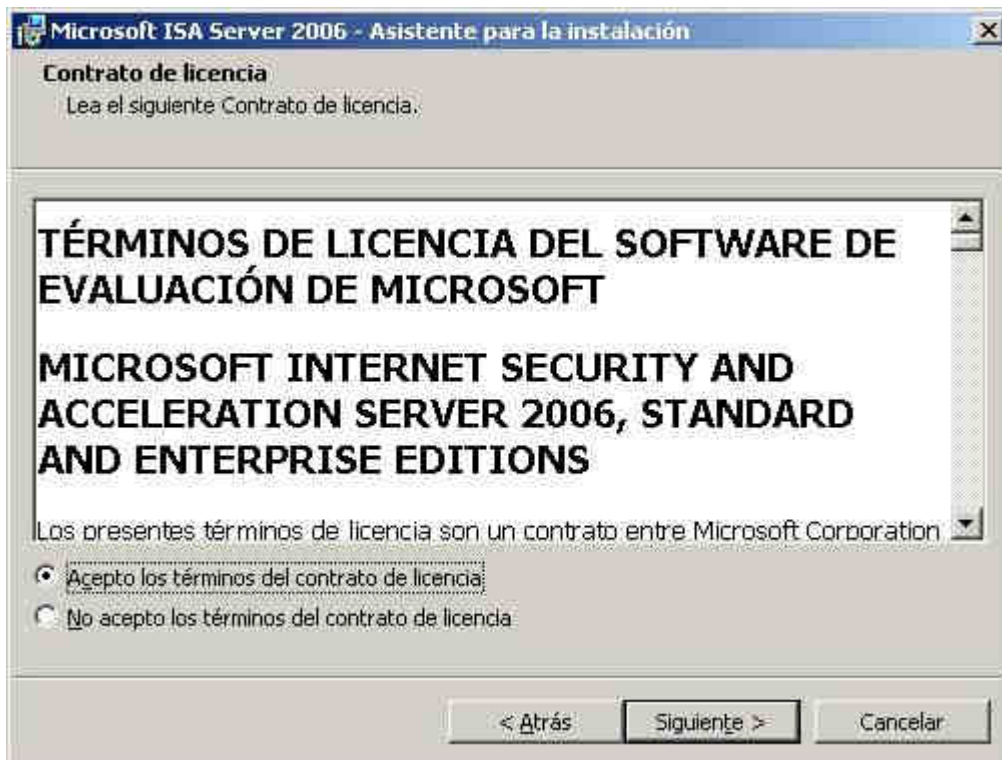 Microsoft ISA Server 2006 - Asistente para la instalación
Contrato de licencia
Lea el siguiente Contrato de licencia.
TÉRMINOS DE LICENCIA DEL SOFTWARE DE
EVALUACIÓN DE MICROSOFT
MICROSOFT INTERNET SECURITY AND
ACCELERATION SERVER 2006, STANDARD
AND ENTERPRISE EDITIONS
Los presentes términos de licencia son un contrato entre Microsoft Corporation
Acepto los términos del contrato de licencia
No acepto los términos del contrato de licencia
< Atrás
Siguiente >
Cancelar